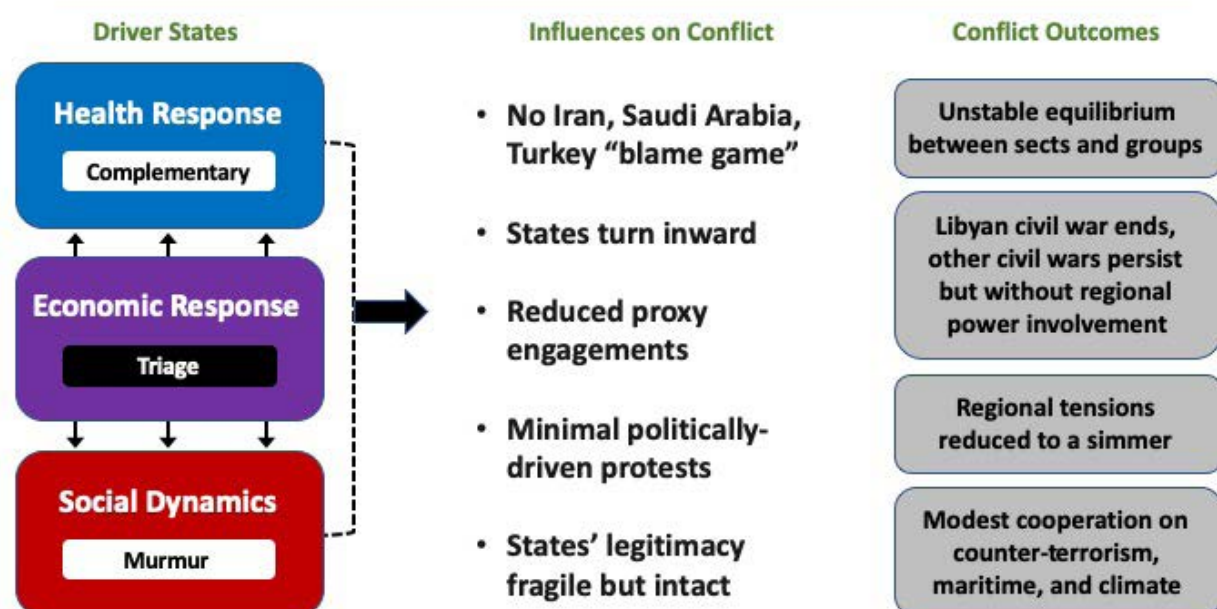 Driver States
Influences on Conflict
Conflict Outcomes
Health Response
Complementary
Economic Response
Triage
Social Dynamics
Murmur
• No Iran, Saudi Arabia,
Turkey “blame game”
• States turn inward
• Reduced proxy
engagements
• Minimal politically-
driven protests
• States’ legitimacy
fragile but intact
Unstable equilibrium
between sects and groups
Libyan civil war ends,
other civil wars persist
but without regional
power involvement
Regional tensions
reduced to a simmer
Modest cooperation on
counter-terrorism,
maritime, and climate